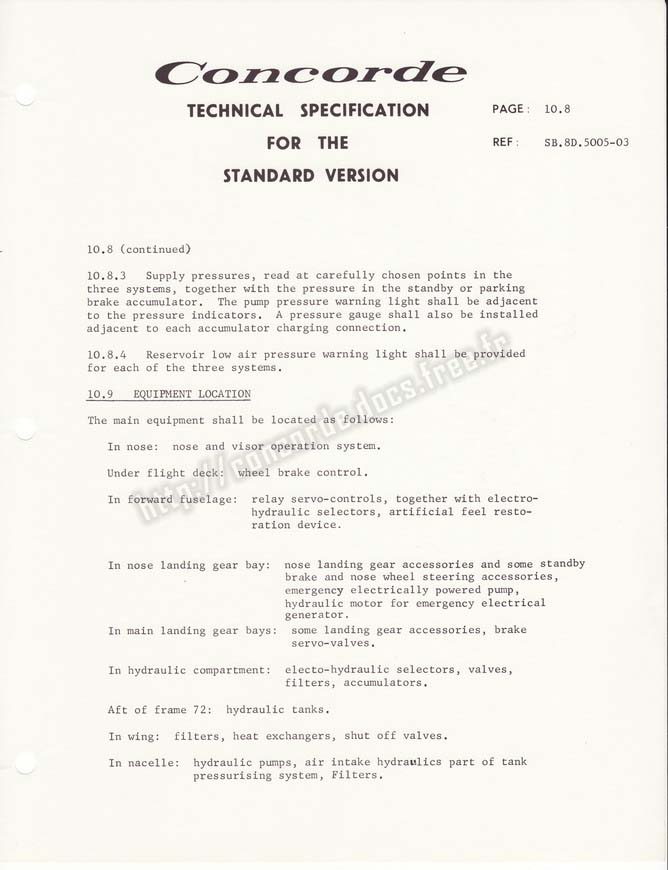 Concorde
TECHNICAL SPECIFICATION
FOR THE
STANDARD VERSION
PAGE: 10.8
REF: SB.8D.5005-03
10.8 (continued)
10.8.3 Supply pressures, read at carefully chosen points in the
three systems, together with the pressure in the standby or parking
brake accumulator. The pump pressure warning light shall be adjacent
to the pressure indicators. A pressure gauge shall also be installed
adjacent to each accumulator charging connection.
10.8.4 Reservoir low air pressure warning light shall be provided
for each of the three systems.
10.9 EQUIPMENT LOCATION
The main equipment shall be located as follows:
In nose: nose and visor operation system.
Under flight deck: wheel brake control.
In forward fuselage: relay servo-controls, together with electro-
hydraulic selectors, artificial feel resto-
ration device.
In nose landing gear bay: nose landing gear accessories and some standby
brake and nose wheel steering accessories,
emergency electrically powered pump,
hydraulic motor for emergency electrical
generator.
In main landing gear bays: some landing gear accessories, brake
servo-valves.
In hydraulic compartment: electo-hydraulic selectors, valves,
filters, accumulators.
Aft of frame 72: hydraulic tanks.
In wing: filters, heat exchangers, shut off valves.
In nacelle: hydraulic pumps, air intake hydraulics part of tank
pressurising system, Filters.
http://concordedocs.free.fr